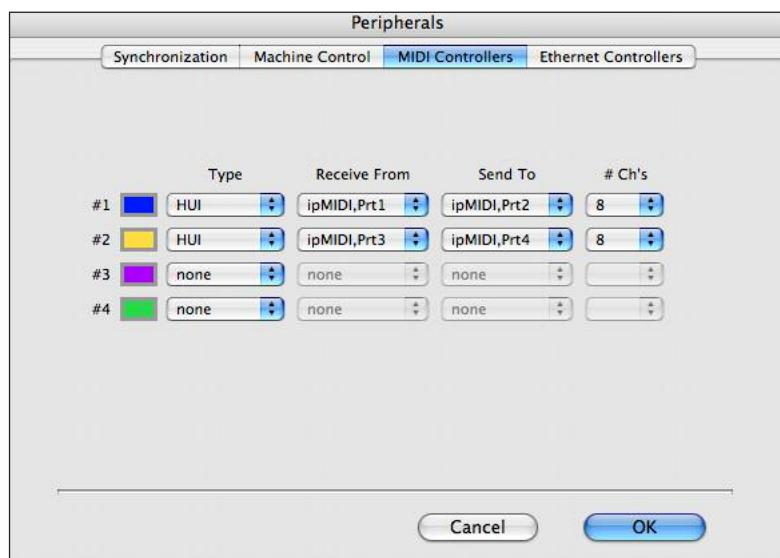 Peripherals
Synchronization Machine Control MIDI Controllers Ethernet Controllers
Type Receive From Send To # Ch's
#1 HUI ipMIDI,Prt1 ipMIDI,Prt2 8
#2 HUI ipMIDI,Prt3 ipMIDI,Prt4 8
#3 none none none
#4 none none none
Cancel OK